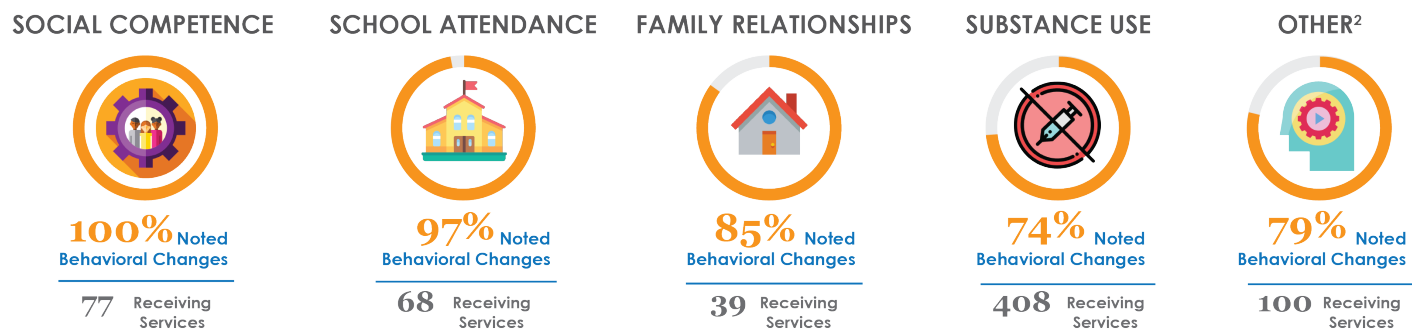 SOCIAL COMPETENCE
100% Noted
Behavioral Changes
77 Receiving
Services
SCHOOL ATTENDANCE
97% Noted
Behavioral Changes
68 Receiving
Services
FAMILY RELATIONSHIPS
85% Noted
Behavioral Changes
39 Receiving
Services
SUBSTANCE USE
74% Noted
Behavioral Changes
408 Receiving
Services
OTHER²
79% Noted
Behavioral Changes
100 Receiving
Services